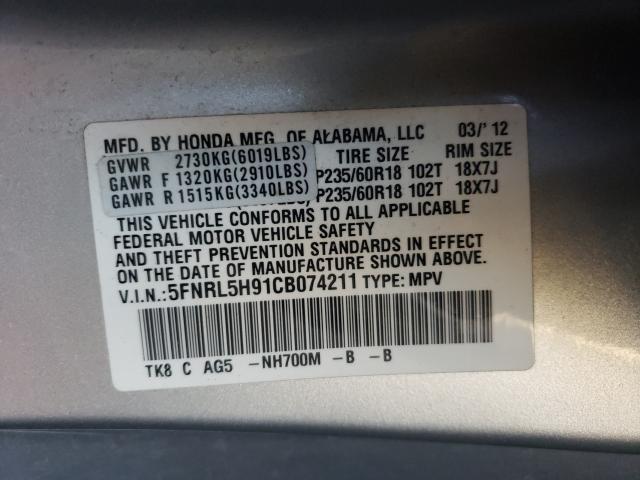 MFD. BY HONDA MFG. OF ALABAMA, LLC 03/'12
GVWR 2730KG(6019LBS) TIRE SIZE RIM SIZE
GAWR F 1320KG(2910LBS) P235/60R18 102T 18X7J
GAWR R 1515KG(3340LBS) P235/60R18 102T 18X7J
THIS VEHICLE CONFORMS TO ALL APPLICABLE
FEDERAL MOTOR VEHICLE SAFETY
AND THEFT PREVENTION STANDARDS IN EFFECT
ON THE DATE OF MANUFACTURE SHOWN ABOVE.
V.I.N.:5FNRL5H91CB074211 TYPE: MPV
TK8 C AG5 -NH700M -B -B